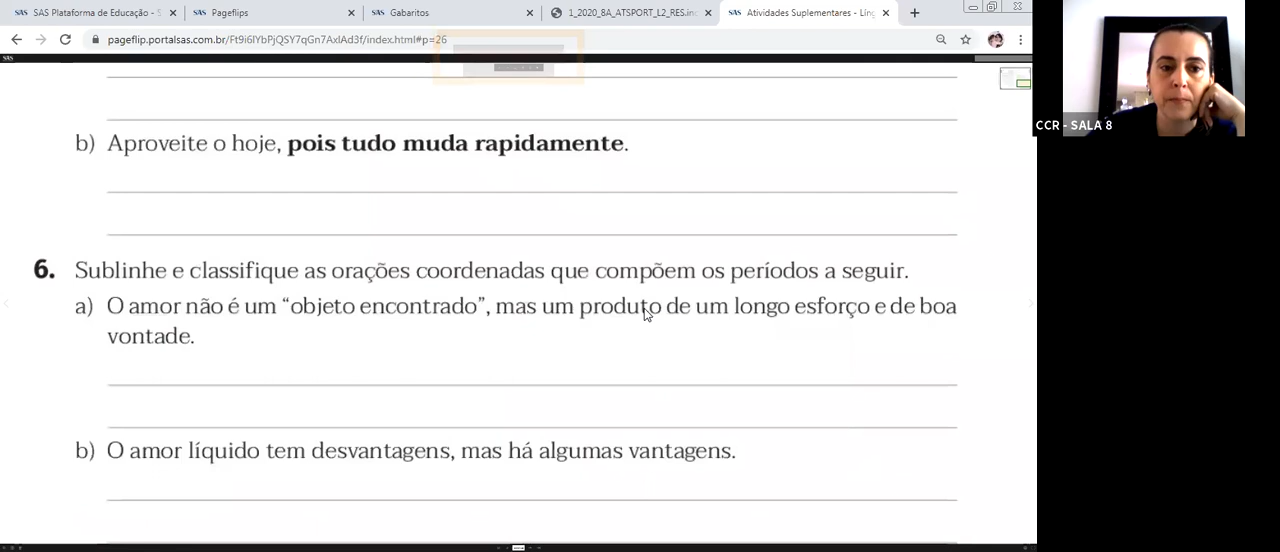 SAS Plataforma de Educação -
Pageflips
Gabaritos
1_2020_8A_ATSPORT_L2_RES.in
Atividades Suplementares - Líng
pageflip.portalsas.com.br/Ft9i6lYbPjQSY7qGn7AxlAd3f/index.html#p=26
SAS
b) Aproveite o hoje, pois tudo muda rapidamente.
6. Sublinhe e classifique as orações coordenadas que compõem os períodos a seguir.
a) O amor não é um “objeto encontrado”, mas um produto de um longo esforço e de boa
vontade.
b) O amor líquido tem desvantagens, mas há algumas vantagens.
CCR - SALA 8